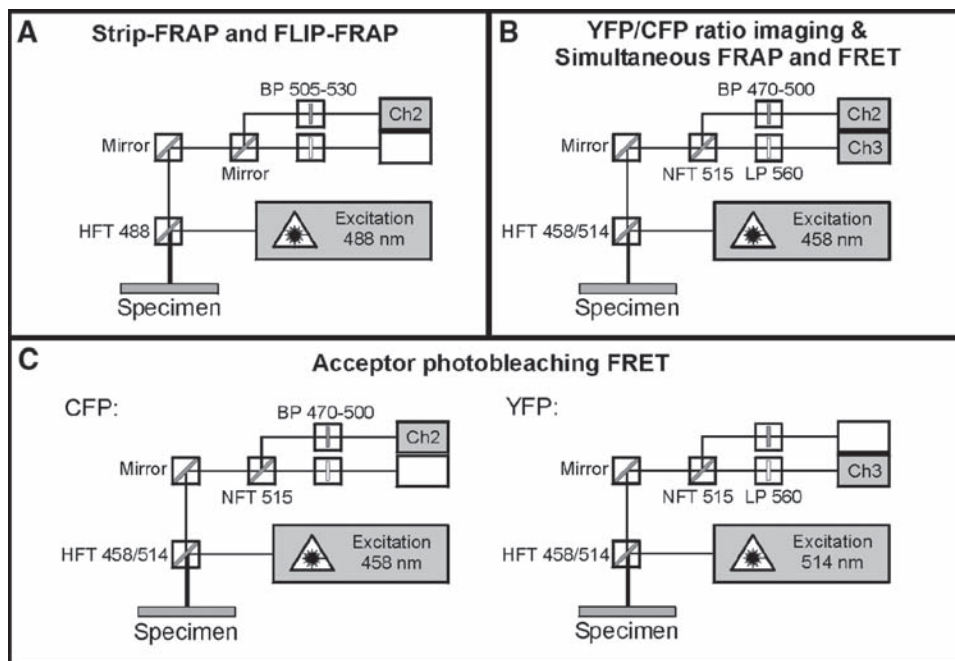 A
Strip-FRAP and FLIP-FRAP
BP 505-530
Ch2
Mirror
Mirror
HFT 488
Excitation
488 nm
Specimen
B
YFP/CFP ratio imaging &
Simultaneous FRAP and FRET
BP 470-500
Ch2
Mirror
Ch3
NFT 515
LP 560
HFT 458/514
Excitation
458 nm
Specimen
C
Acceptor photobleaching FRET
CFP:
BP 470-500
Ch2
Mirror
NFT 515
HFT 458/514
Excitation
458 nm
Specimen
YFP:
Mirror
Ch3
NFT 515
LP 560
HFT 458/514
Excitation
514 nm
Specimen